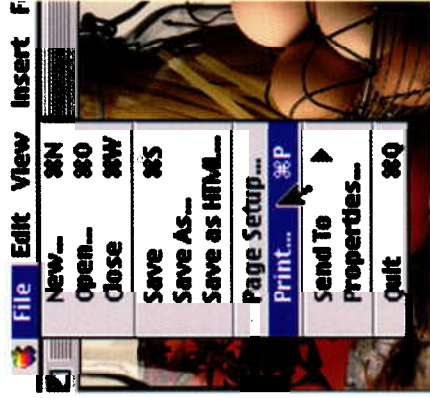 File Edit View Insert F
New... ⌘N
Open... ⌘O
Close ⌘W
Save ⌘S
Save As...
Save as HTML...
Page Setup...
Print... ⌘P
Send To ▶
Properties...
Quit ⌘Q